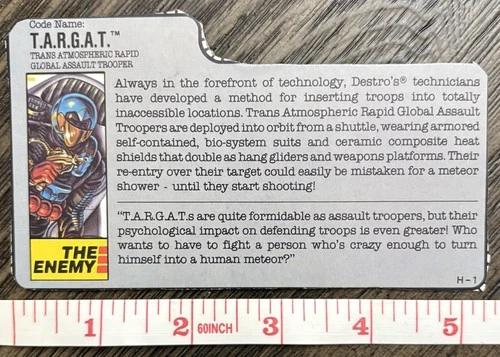 Code Name:
T.A.R.G.A.T.™
TRANS ATMOSPHERIC RAPID
GLOBAL ASSAULT TROOPER
Always in the forefront of technology, Destro's® technicians
have developed a method for inserting troops into totally
inaccessible locations. Trans Atmospheric Rapid Global Assault
Troopers are deployed into orbit from a shuttle, wearing armored
self-contained, bio-system suits and ceramic composite heat
shields that double as hang gliders and weapons platforms. Their
re-entry over their target could easily be mistaken for a meteor
shower - until they start shooting!
"T.A.R.G.A.T.s are quite formidable as assault troopers, but their
psychological impact on defending troops is even greater! Who
wants to have to fight a person who's crazy enough to turn
himself into a human meteor?"
THE
ENEMY
H-1
1 2 60INCH 3 4 5